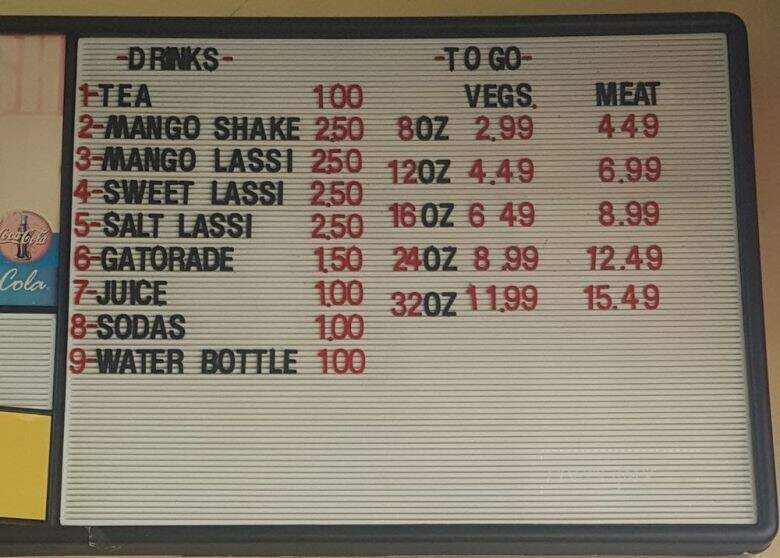 -DRINKS-
1-TEA 1.00
2-MANGO SHAKE 2.50
3-MANGO LASSI 2.50
4-SWEET LASSI 2.50
5-SALT LASSI 2.50
6-GATORADE 1.50
7-JUICE 1.00
8-SODAS 1.00
9-WATER BOTTLE 1.00
-TO GO-
VEGS. MEAT
8OZ 2.99 4.49
12OZ 4.49 6.99
16OZ 6.49 8.99
24OZ 8.99 12.49
32OZ 11.99 15.49
Coca-Cola
Cola